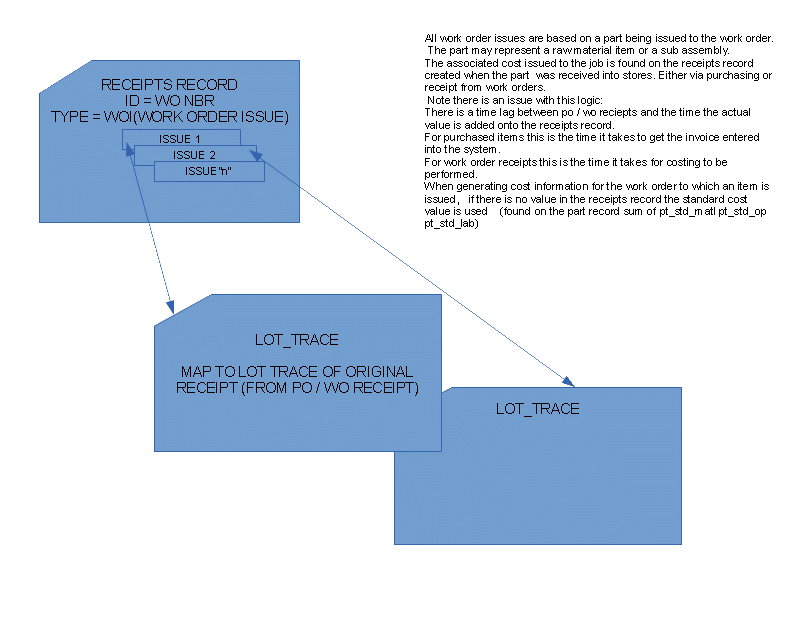 All work order issues are based on a part being issued to the work order.
The part may represent a raw material item or a sub assembly.
The associated cost issued to the job is found on the receipts record
created when the part was received into stores. Either via purchasing or
receipt from work orders.
Note there is an issue with this logic:
There is a time lag between po / wo reciepts and the time the actual
value is added onto the receipts record.
For purchased items this is the time it takes to get the invoice entered
into the system.
For work order receipts this is the time it takes for costing to be
performed.
When generating cost information for the work order to which an item is
issued, if there is no value in the receipts record the standard cost
value is used (found on the part record sum of pt_std_matl pt_std_op
pt_std_lab)
RECEIPTS RECORD
ID = WO NBR
TYPE = WOI(WORK ORDER ISSUE)
ISSUE 1
ISSUE 2
ISSUE"n"
LOT_TRACE
MAP TO LOT TRACE OF ORIGINAL
RECEIPT (FROM PO / WO RECEIPT)
LOT_TRACE